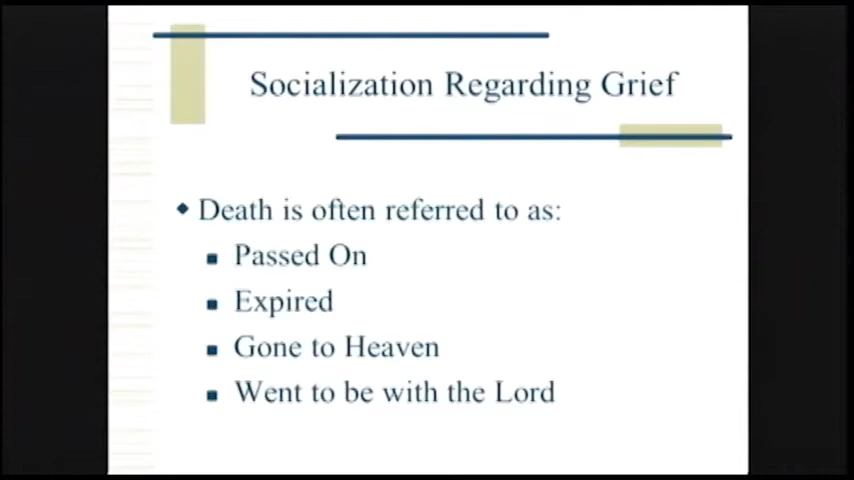 Socialization Regarding Grief
Death is often referred to as:
Passed On
Expired
Gone to Heaven
Went to be with the Lord